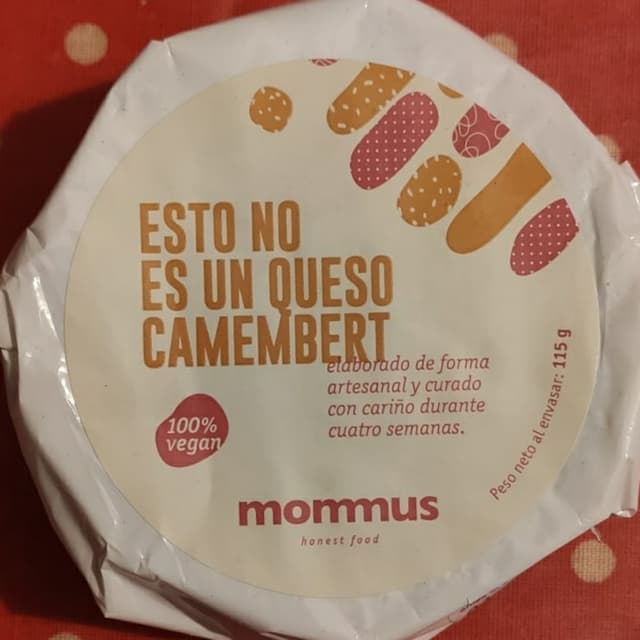 ESTO NO
ES UN QUESO
CAMEMBERT
elaborado de forma
artesanal y curado
con cariño durante
cuatro semanas.
100%
vegan
Peso neto al envasar: 115 g
mommus
honest food